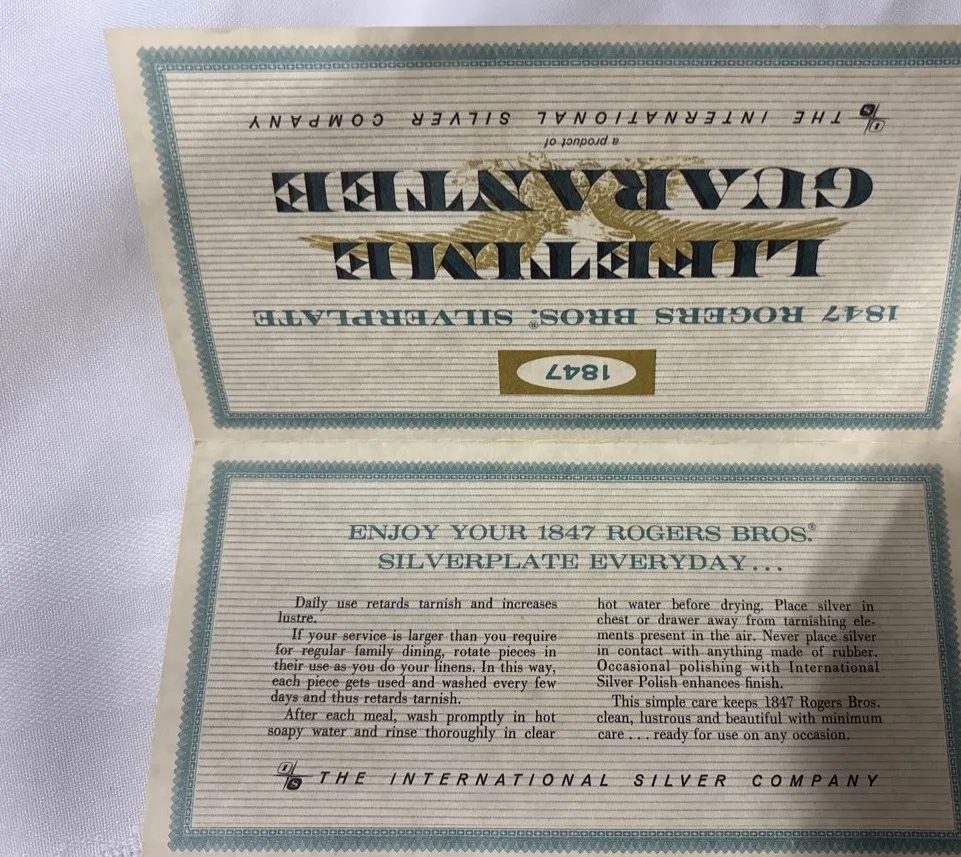 1847
1847 ROGERS BROS.® SILVERPLATE
LIFETIME
GUARANTEE
a product of
I/S THE INTERNATIONAL SILVER COMPANY
ENJOY YOUR 1847 ROGERS BROS.®
SILVERPLATE EVERYDAY...
Daily use retards tarnish and increases
lustre.
If your service is larger than you require
for regular family dining, rotate pieces in
their use as you do your linens. In this way,
each piece gets used and washed every few
days and thus retards tarnish.
After each meal, wash promptly in hot
soapy water and rinse thoroughly in clear
hot water before drying. Place silver in
chest or drawer away from tarnishing ele-
ments present in the air. Never place silver
in contact with anything made of rubber.
Occasional polishing with International
Silver Polish enhances finish.
This simple care keeps 1847 Rogers Bros.
clean, lustrous and beautiful with minimum
care...ready for use on any occasion.
I/S THE INTERNATIONAL SILVER COMPANY